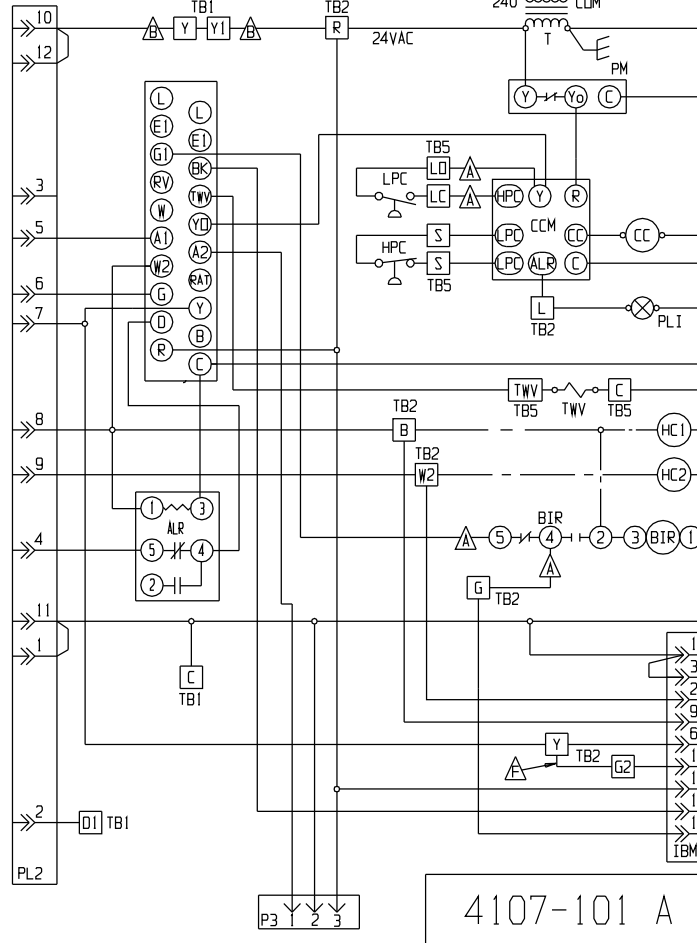 240 COM
10 TB1 TB2
B Y Y1 B R 24VAC T
12 PM
Y Yo C
L L
E1 E1
G1 BK TB5
LPC LO A
RV TWV LC A HPC Y R
W YO CCM
5 A1 A2 HPC S LPC CC CC
3
W2 RAT S LPC ALR C
TB5
6 G Y L PLI
7 D B TB2
R C
TWV C
TB5 TWV TB5
8 TB2 B HC1
9 TB2 W2 HC2
1 3
ALR BIR
4 5 4 A 5 4 2 3 BIR 1
2 A
G TB2
11
1 C 1
TB1 3
2
9
Y 6
TB2 1
F G2 1
1
2 D1 TB1 1
IBM
PL2
P3 1 2 3
4107-101 A